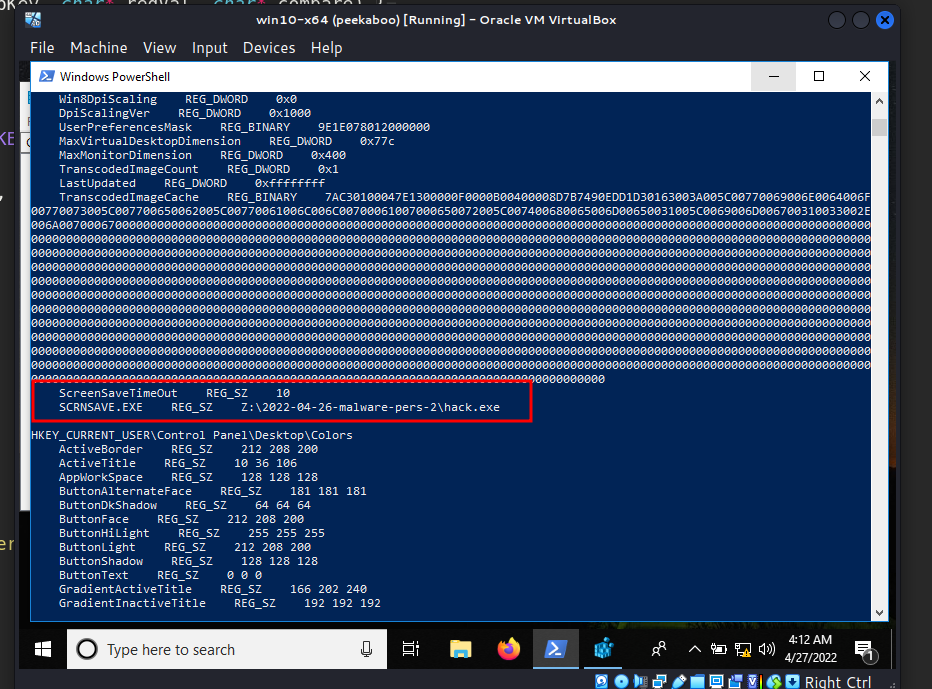 win10-x64 (peekaboo) [Running] - Oracle VM VirtualBox
File Machine View Input Devices Help
Windows PowerShell
Win8DpiScaling REG_DWORD 0x0
DpiScalingVer REG_DWORD 0x1000
UserPreferencesMask REG_BINARY 9E1E078012000000
MaxVirtualDesktopDimension REG_DWORD 0x77c
MaxMonitorDimension REG_DWORD 0x400
TranscodedImageCount REG_DWORD 0x1
LastUpdated REG_DWORD 0xffffffff
TranscodedImageCache REG_BINARY
ScreenSaveTimeOut REG_SZ 10
SCRNSAVE.EXE REG_SZ Z:\2022-04-26-malware-pers-2\hack.exe
HKEY_CURRENT_USER\Control Panel\Desktop\Colors
ActiveBorder REG_SZ 212 208 200
ActiveTitle REG_SZ 10 36 106
AppWorkSpace REG_SZ 128 128 128
ButtonAlternateFace REG_SZ 181 181 181
ButtonDkShadow REG_SZ 64 64 64
ButtonFace REG_SZ 212 208 200
ButtonHiLight REG_SZ 255 255 255
ButtonLight REG_SZ 212 208 200
ButtonShadow REG_SZ 128 128 128
ButtonText REG_SZ 0 0 0
GradientActiveTitle REG_SZ 166 202 240
GradientInactiveTitle REG_SZ 192 192 192
Type here to search
4:12 AM
4/27/2022
1
Right Ctrl